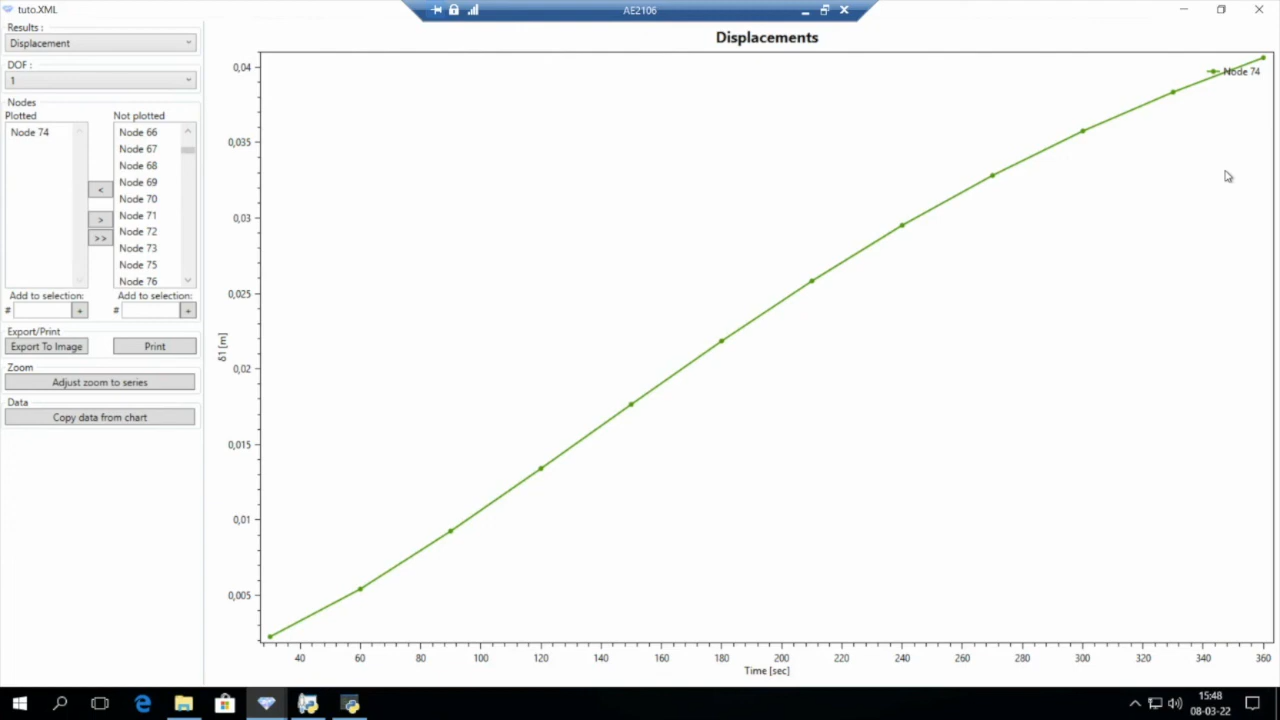 tuto.XML
AE2106
Results :
Displacement
DOF :
1
Nodes
Plotted
Not plotted
Node 74
Node 66
Node 67
Node 68
Node 69
Node 70
Node 71
Node 72
Node 73
Node 75
Node 76
<
>
>>
Add to selection:
Add to selection:
#
+
#
+
Export/Print
Export To Image
Print
Zoom
Adjust zoom to series
Data
Copy data from chart
Displacements
Node 74
0,04
0,035
0,03
0,025
0,02
0,015
0,01
0,005
δ1 [m]
40 60 80 100 120 140 160 180 200 220 240 260 280 300 320 340 360
Time [sec]
15:48
08-03-22